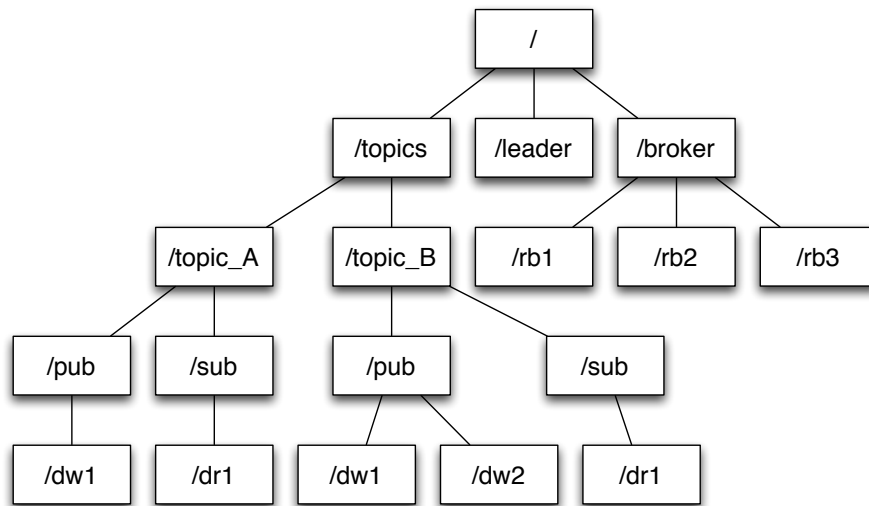 /
/topics
/leader
/broker
/topic_A
/topic_B
/rb1
/rb2
/rb3
/pub
/sub
/pub
/sub
/dw1
/dr1
/dw1
/dw2
/dr1